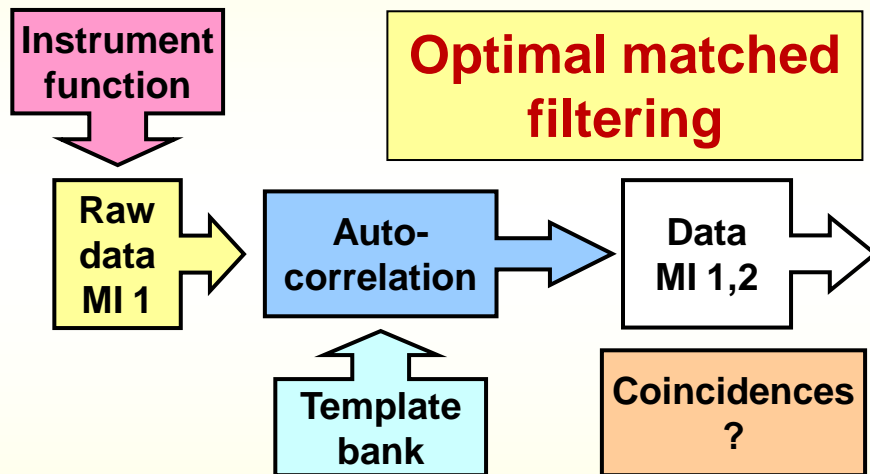 Instrument
function
Optimal matched
filtering
Raw
data
MI 1
Auto-
correlation
Data
MI 1,2
Template
bank
Coincidences
?